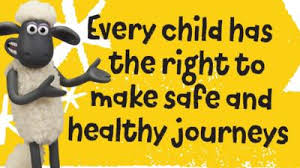 Every child has
the right to
make safe and
healthy journeys